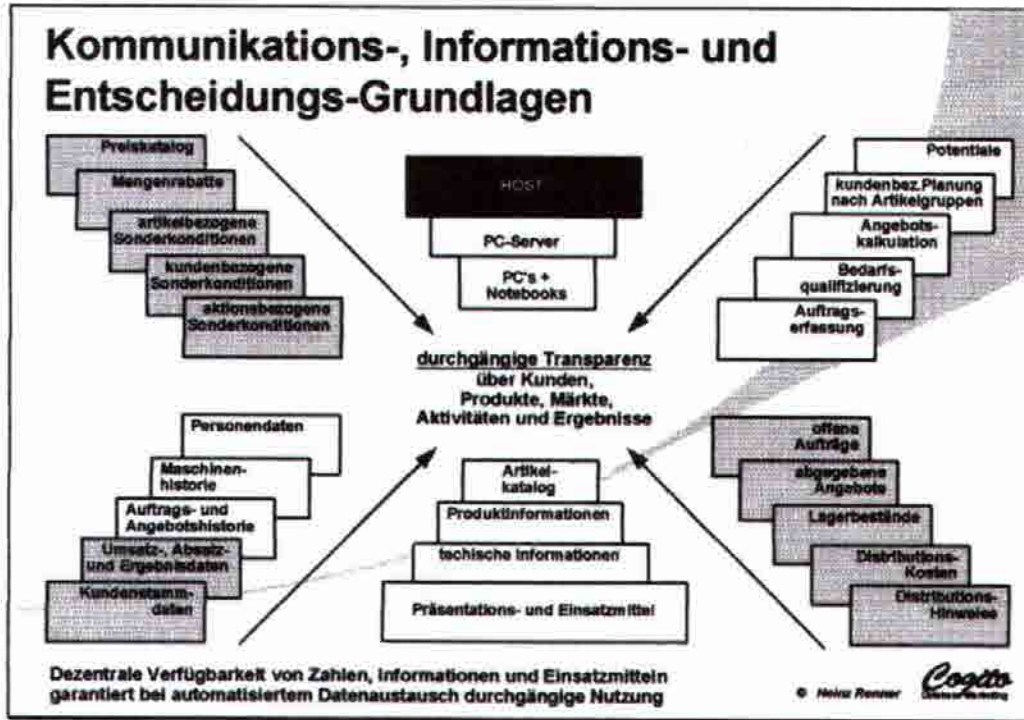 Kommunikations-, Informations- und
Entscheidungs-Grundlagen
Preiskatalog
Mengenrabatte
artikelbezogene
Sonderkonditionen
kundenbezogene
Sonderkonditionen
aktionsbezogene
Sonderkonditionen
HOST
PC-Server
PC's +
Notebooks
Potentiale
kundenbez.Planung
nach Artikelgruppen
Angebots-
kalkulation
Bedarfs-
qualifizierung
Auftrags-
erfassung
durchgängige Transparenz
über Kunden,
Produkte, Märkte,
Aktivitäten und Ergebnisse
Personendaten
Maschinen-
historie
Auftrags- und
Angebotshistorie
Umsatz-, Absatz-
und Ergebnisdaten
Kundenstamm-
daten
Artikel-
katalog
Produktinformationen
techische Informationen
Präsentations- und Einsatzmittel
offene
Aufträge
abgegebene
Angebote
Lagerbestände
Distributions-
Kosten
Distributions-
Hinweise
Dezentrale Verfügbarkeit von Zahlen, Informationen und Einsatzmitteln
garantiert bei automatisiertem Datenaustausch durchgängige Nutzung
© Heinz Renner
Cogito